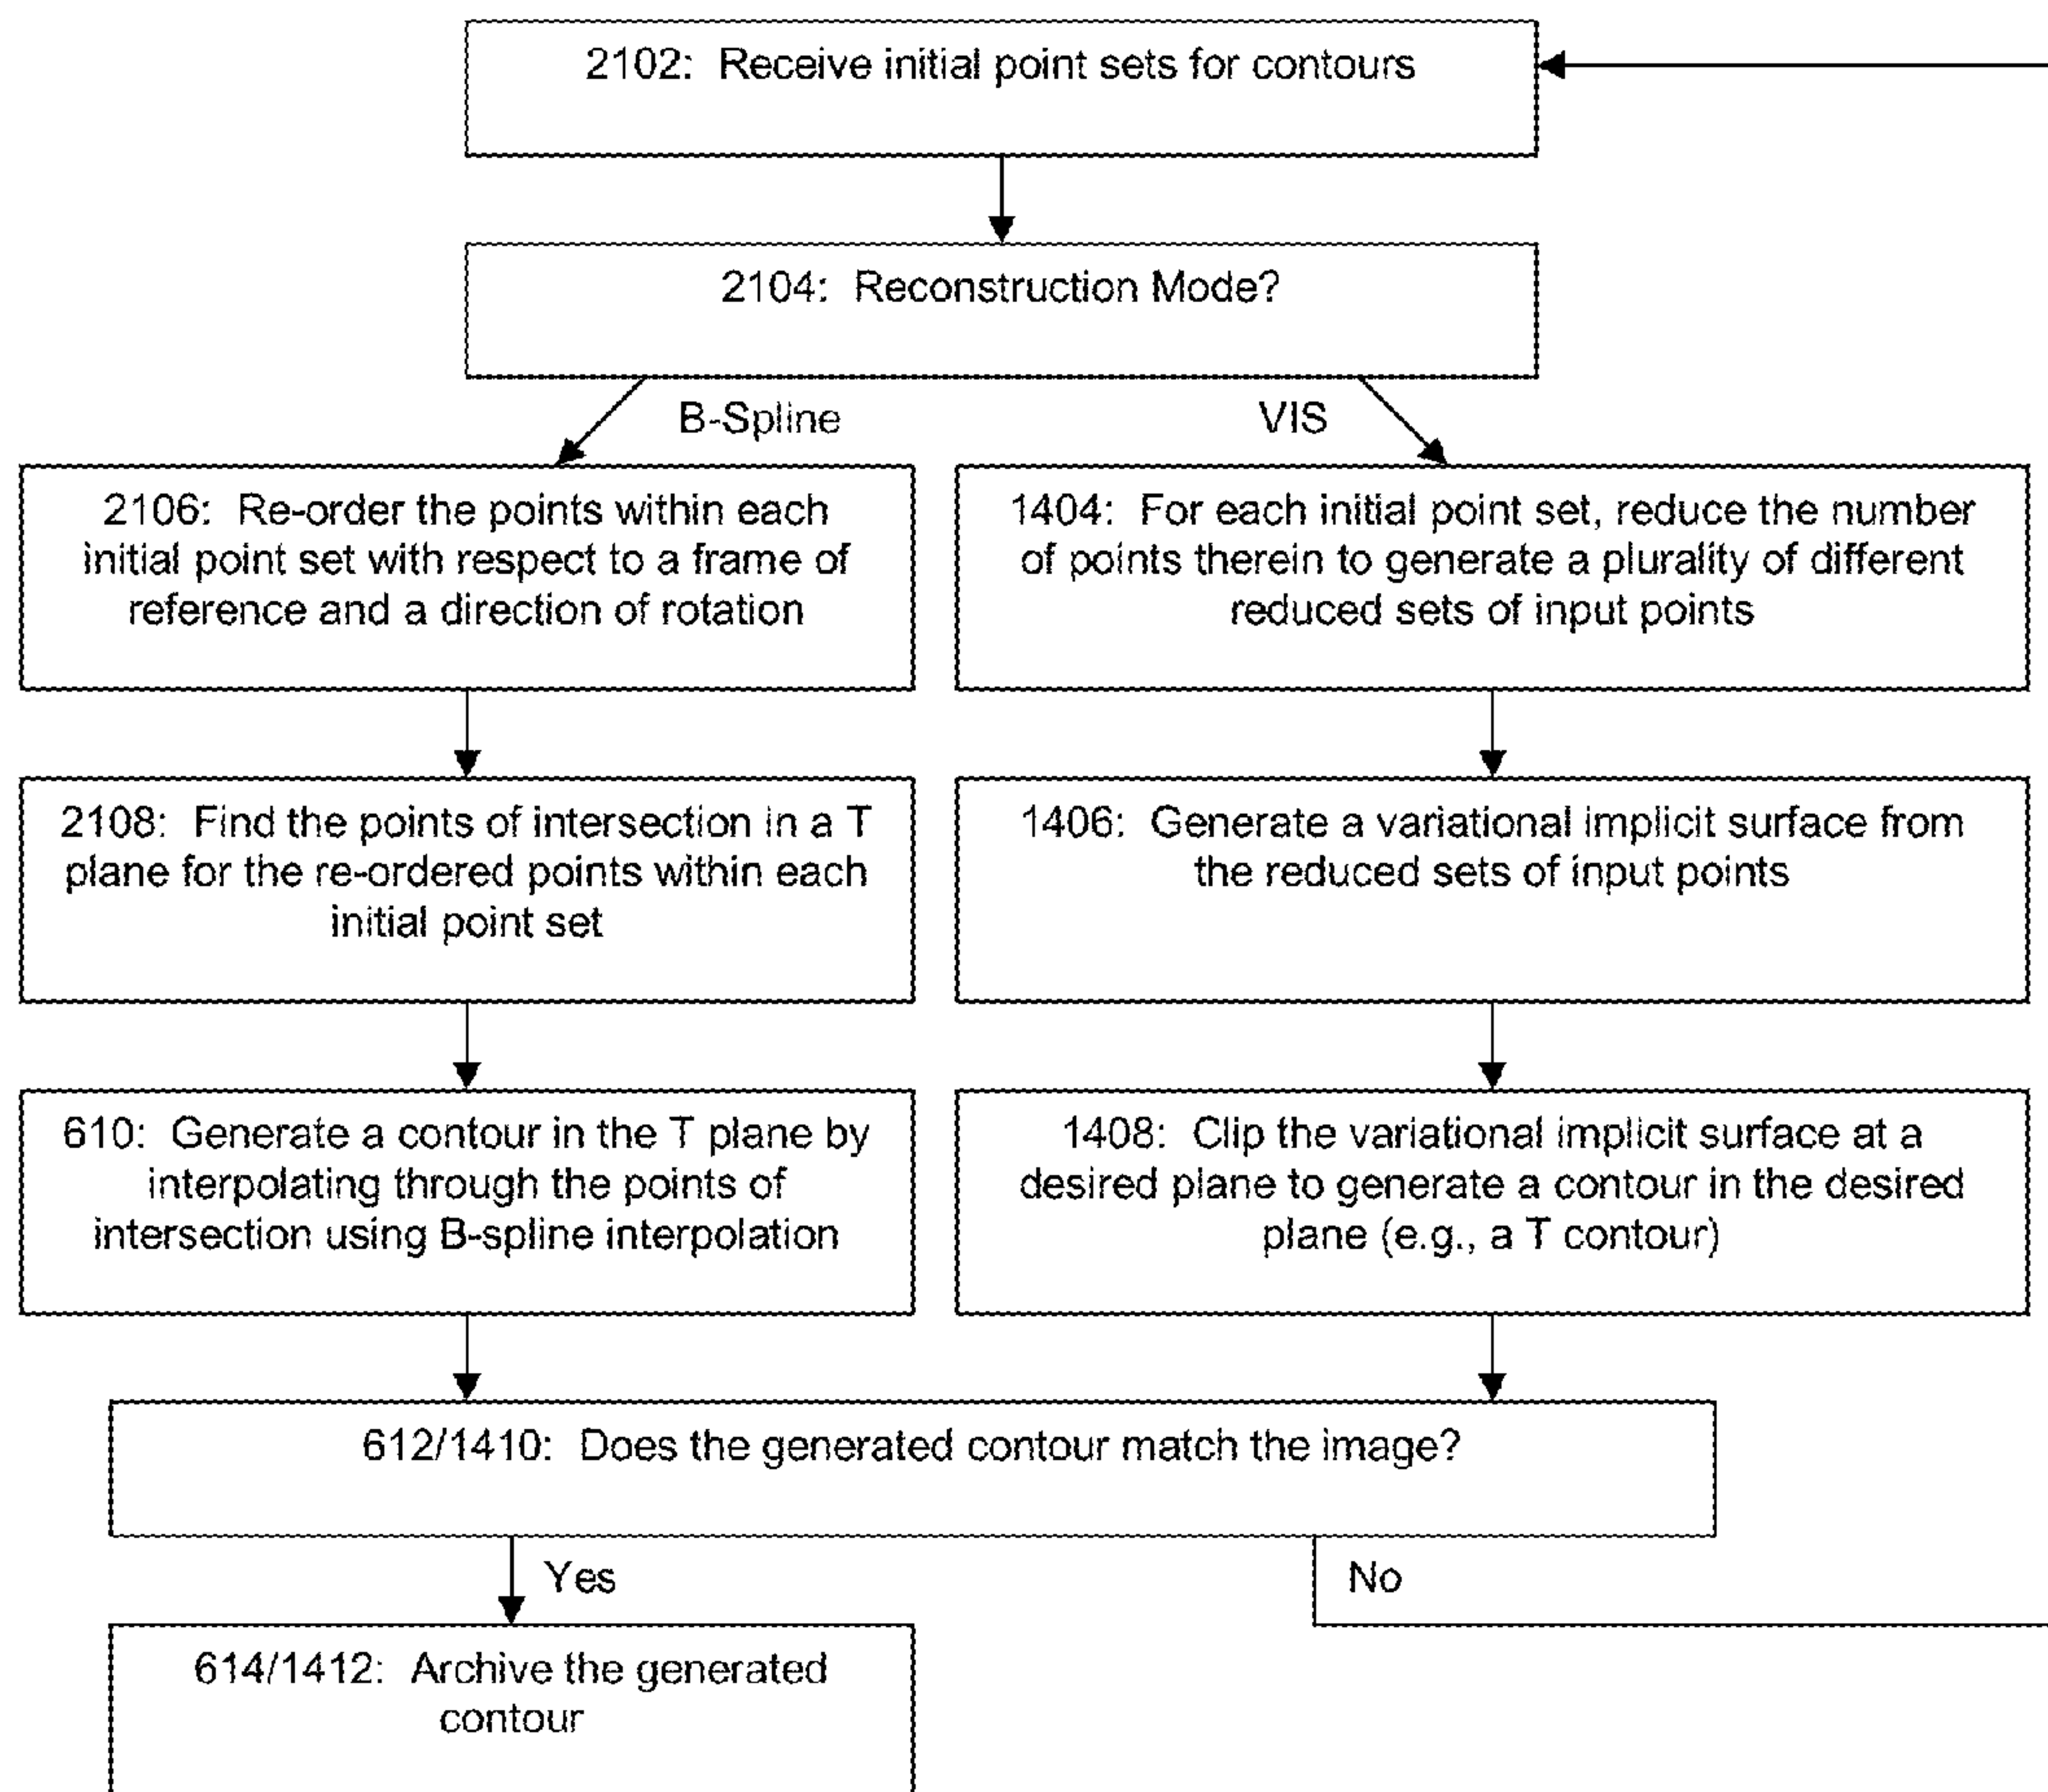 2102: Receive initial point sets for contours
2104: Reconstruction Mode?
B-Spline
VIS
2106: Re-order the points within each
initial point set with respect to a frame of
reference and a direction of rotation
1404: For each initial point set, reduce the number
of points therein to generate a plurality of different
reduced sets of input points
2108: Find the points of intersection in a T
plane for the re-ordered points within each
initial point set
1406: Generate a variational implicit surface from
the reduced sets of input points
610: Generate a contour in the T plane by
interpolating through the points of
intersection using B-spline interpolation
1408: Clip the variational implicit surface at a
desired plane to generate a contour in the desired
plane (e.g., a T contour)
612/1410: Does the generated contour match the image?
Yes
No
614/1412: Archive the generated
contour